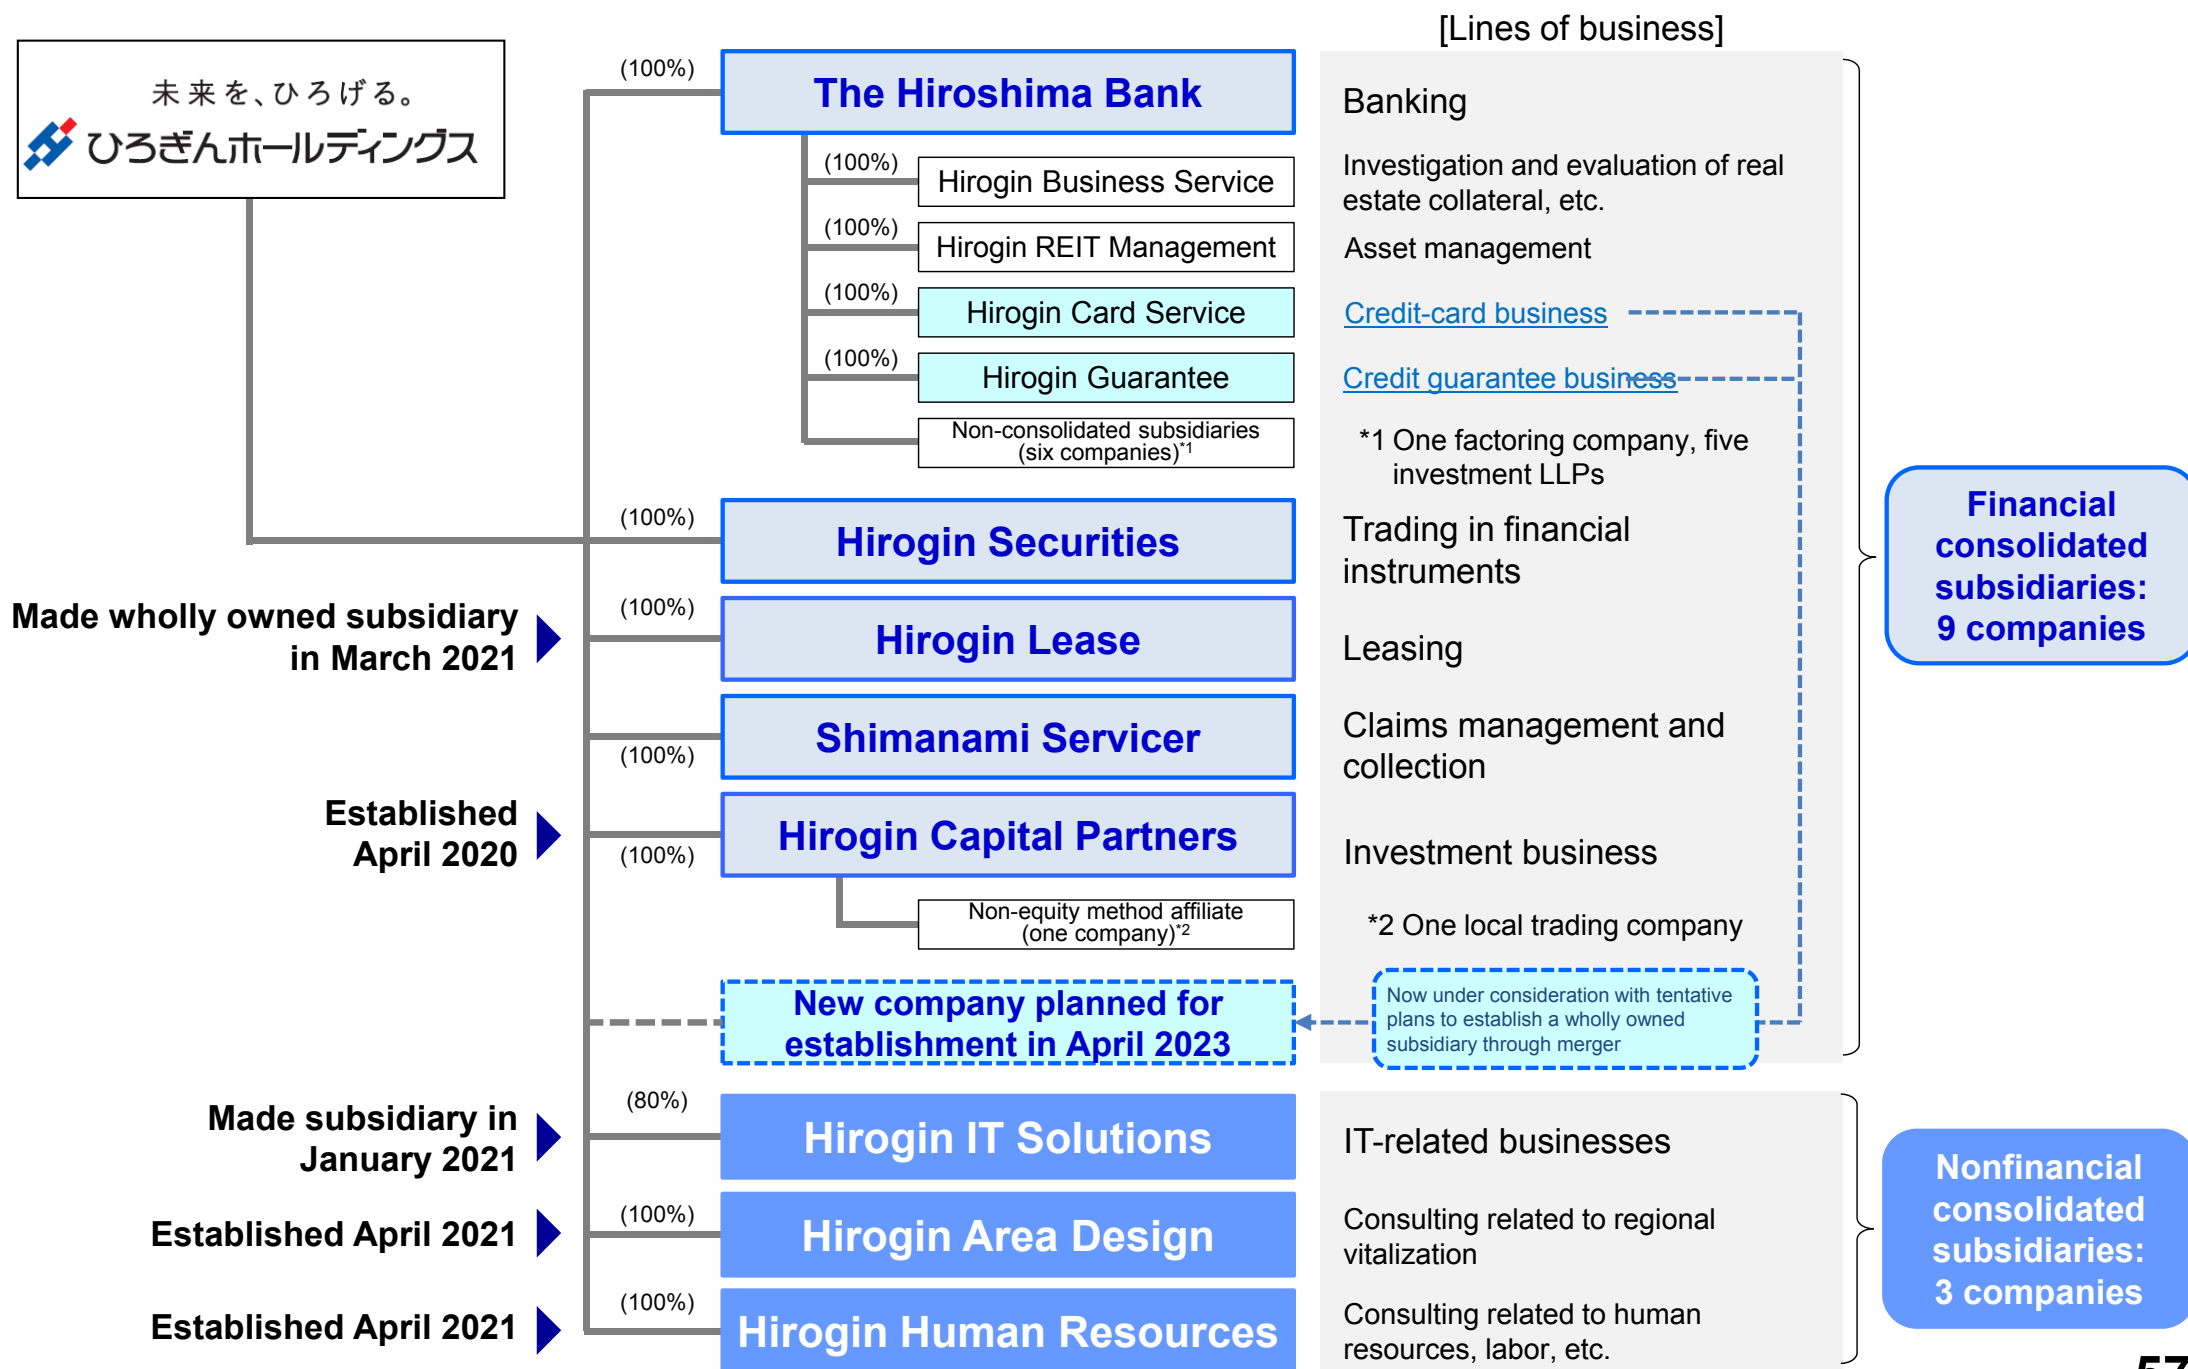 [Lines of business]
未来を、ひろげる。
ひろぎんホールディングス
(100%)
The Hiroshima Bank
Banking
(100%)
Hirogin Business Service
Investigation and evaluation of real
estate collateral, etc.
(100%)
Hirogin REIT Management
Asset management
(100%)
Hirogin Card Service
Credit-card business
(100%)
Hirogin Guarantee
Credit guarantee business
Non-consolidated subsidiaries
(six companies)*1
*1 One factoring company, five
investment LLPs
(100%)
Hirogin Securities
Trading in financial
instruments
Financial
consolidated
subsidiaries:
9 companies
Made wholly owned subsidiary
in March 2021
(100%)
Hirogin Lease
Leasing
(100%)
Shimanami Servicer
Claims management and
collection
Established
April 2020
(100%)
Hirogin Capital Partners
Investment business
Non-equity method affiliate
(one company)*2
*2 One local trading company
New company planned for
establishment in April 2023
Now under consideration with tentative
plans to establish a wholly owned
subsidiary through merger
Made subsidiary in
January 2021
(80%)
Hirogin IT Solutions
IT-related businesses
Established April 2021
(100%)
Hirogin Area Design
Consulting related to regional
vitalization
Nonfinancial
consolidated
subsidiaries:
3 companies
Established April 2021
(100%)
Hirogin Human Resources
Consulting related to human
resources, labor, etc.
57